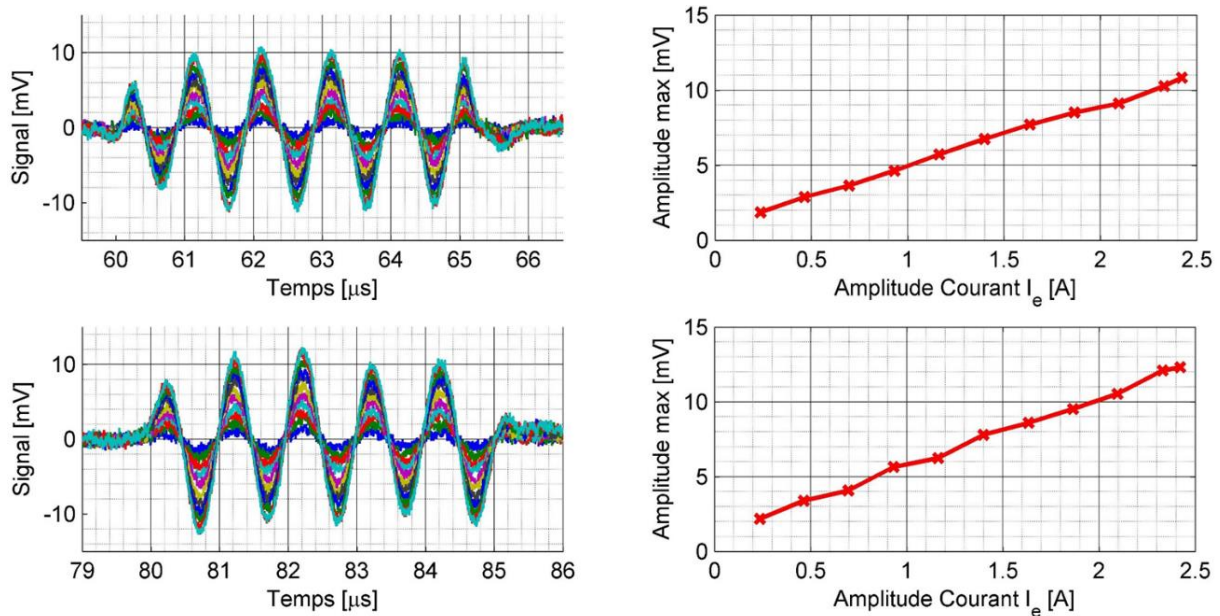 Signal [mV]
10
0
-10
60 61 62 63 64 65 66
Temps [μs]
Amplitude max [mV]
15
10
5
0
0 0.5 1 1.5 2 2.5
Amplitude Courant I_e [A]
Signal [mV]
10
0
-10
79 80 81 82 83 84 85 86
Temps [μs]
Amplitude max [mV]
15
10
5
0
0 0.5 1 1.5 2 2.5
Amplitude Courant I_e [A]